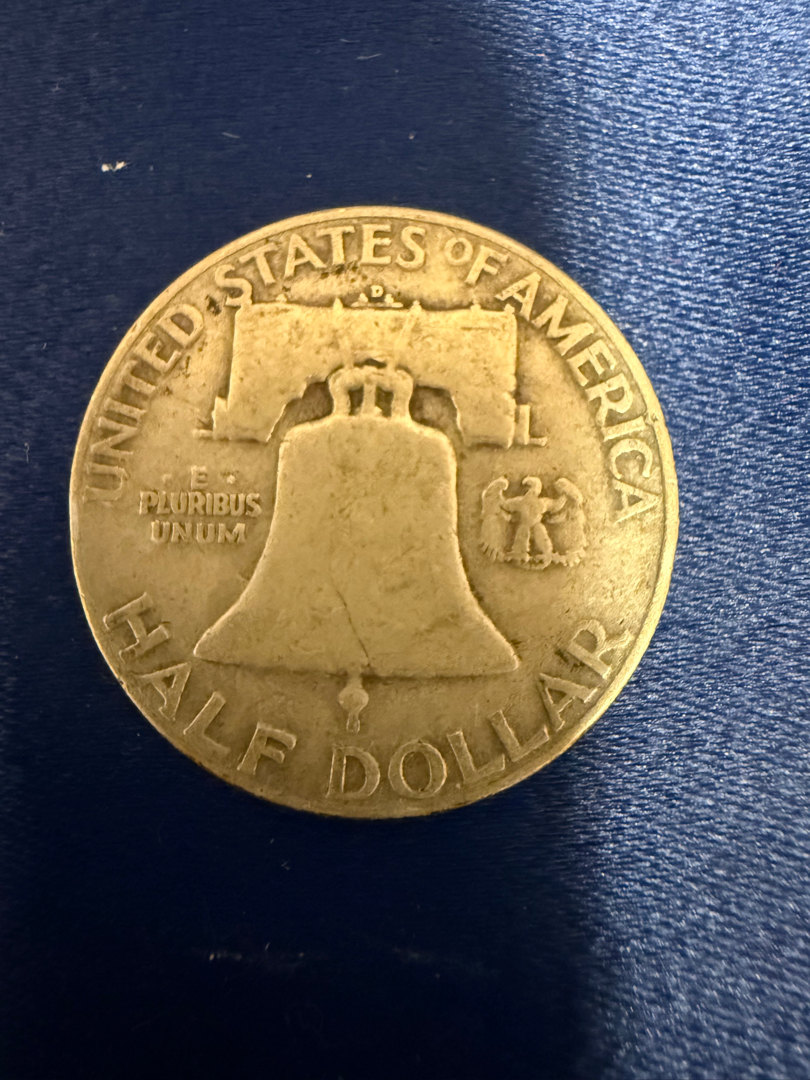 UNITED STATES OF AMERICA
D
E
PLURIBUS
UNUM
HALF DOLLAR